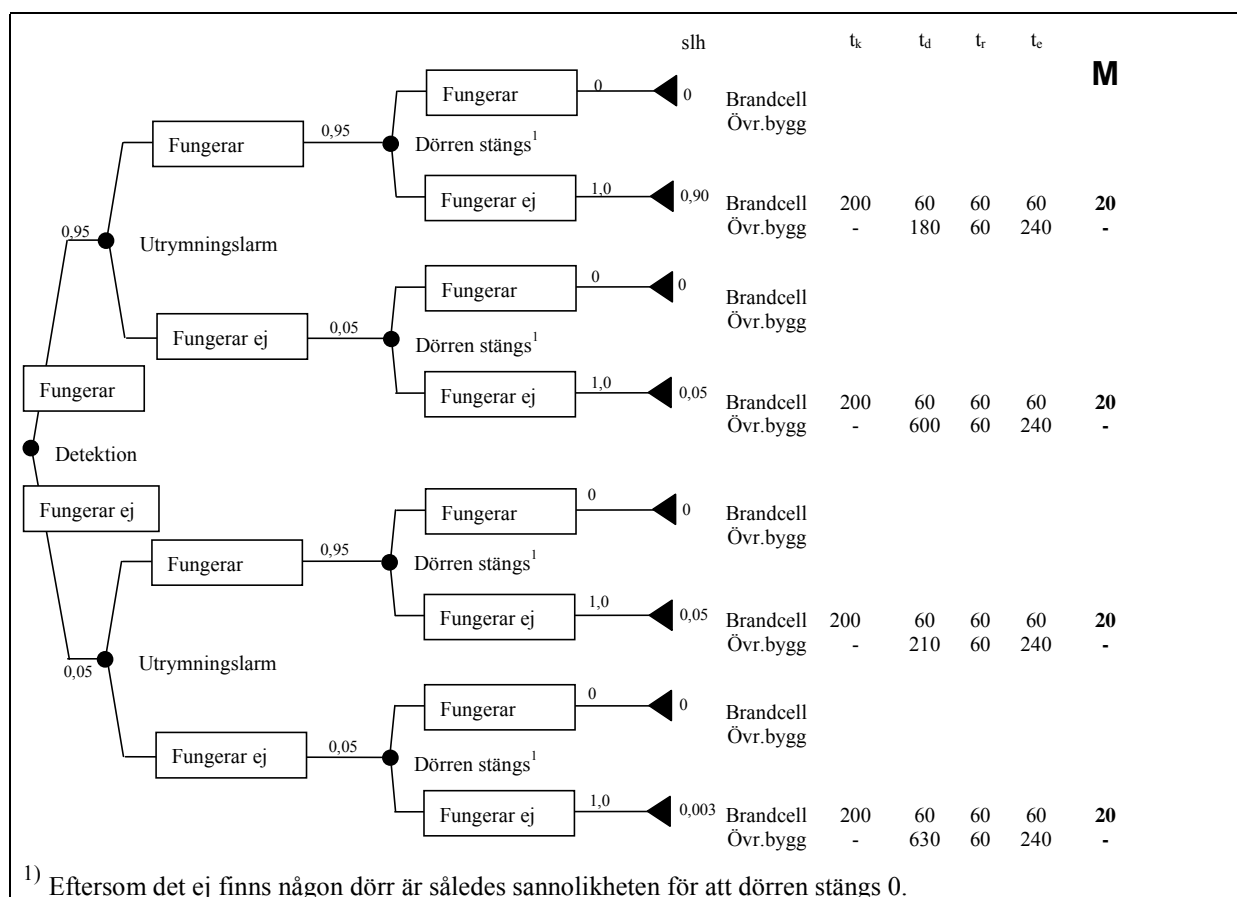 slh t_k t_d t_r t_e
M
Fungerar 0 0 Brandcell
Övr.bygg
Fungerar 0,95 Dörren stängs¹
Fungerar ej 1,0 0,90 Brandcell 200 60 60 60 20
Övr.bygg - 180 60 240 -
0,95 Utrymningslarm
Fungerar 0 0 Brandcell
Övr.bygg
Fungerar ej 0,05 Dörren stängs¹
Fungerar
Fungerar ej 1,0 0,05 Brandcell 200 60 60 60 20
Övr.bygg - 600 60 240 -
Detektion
Fungerar ej
Fungerar 0 0 Brandcell
Övr.bygg
Fungerar 0,95 Dörren stängs¹
Fungerar ej 1,0 0,05 Brandcell 200 60 60 60 20
Övr.bygg - 210 60 240 -
0,05 Utrymningslarm
Fungerar 0 0 Brandcell
Övr.bygg
Fungerar ej 0,05 Dörren stängs¹
Fungerar ej 1,0 0,003 Brandcell 200 60 60 60 20
Övr.bygg - 630 60 240 -
1) Eftersom det ej finns någon dörr är således sannolikheten för att dörren stängs 0.